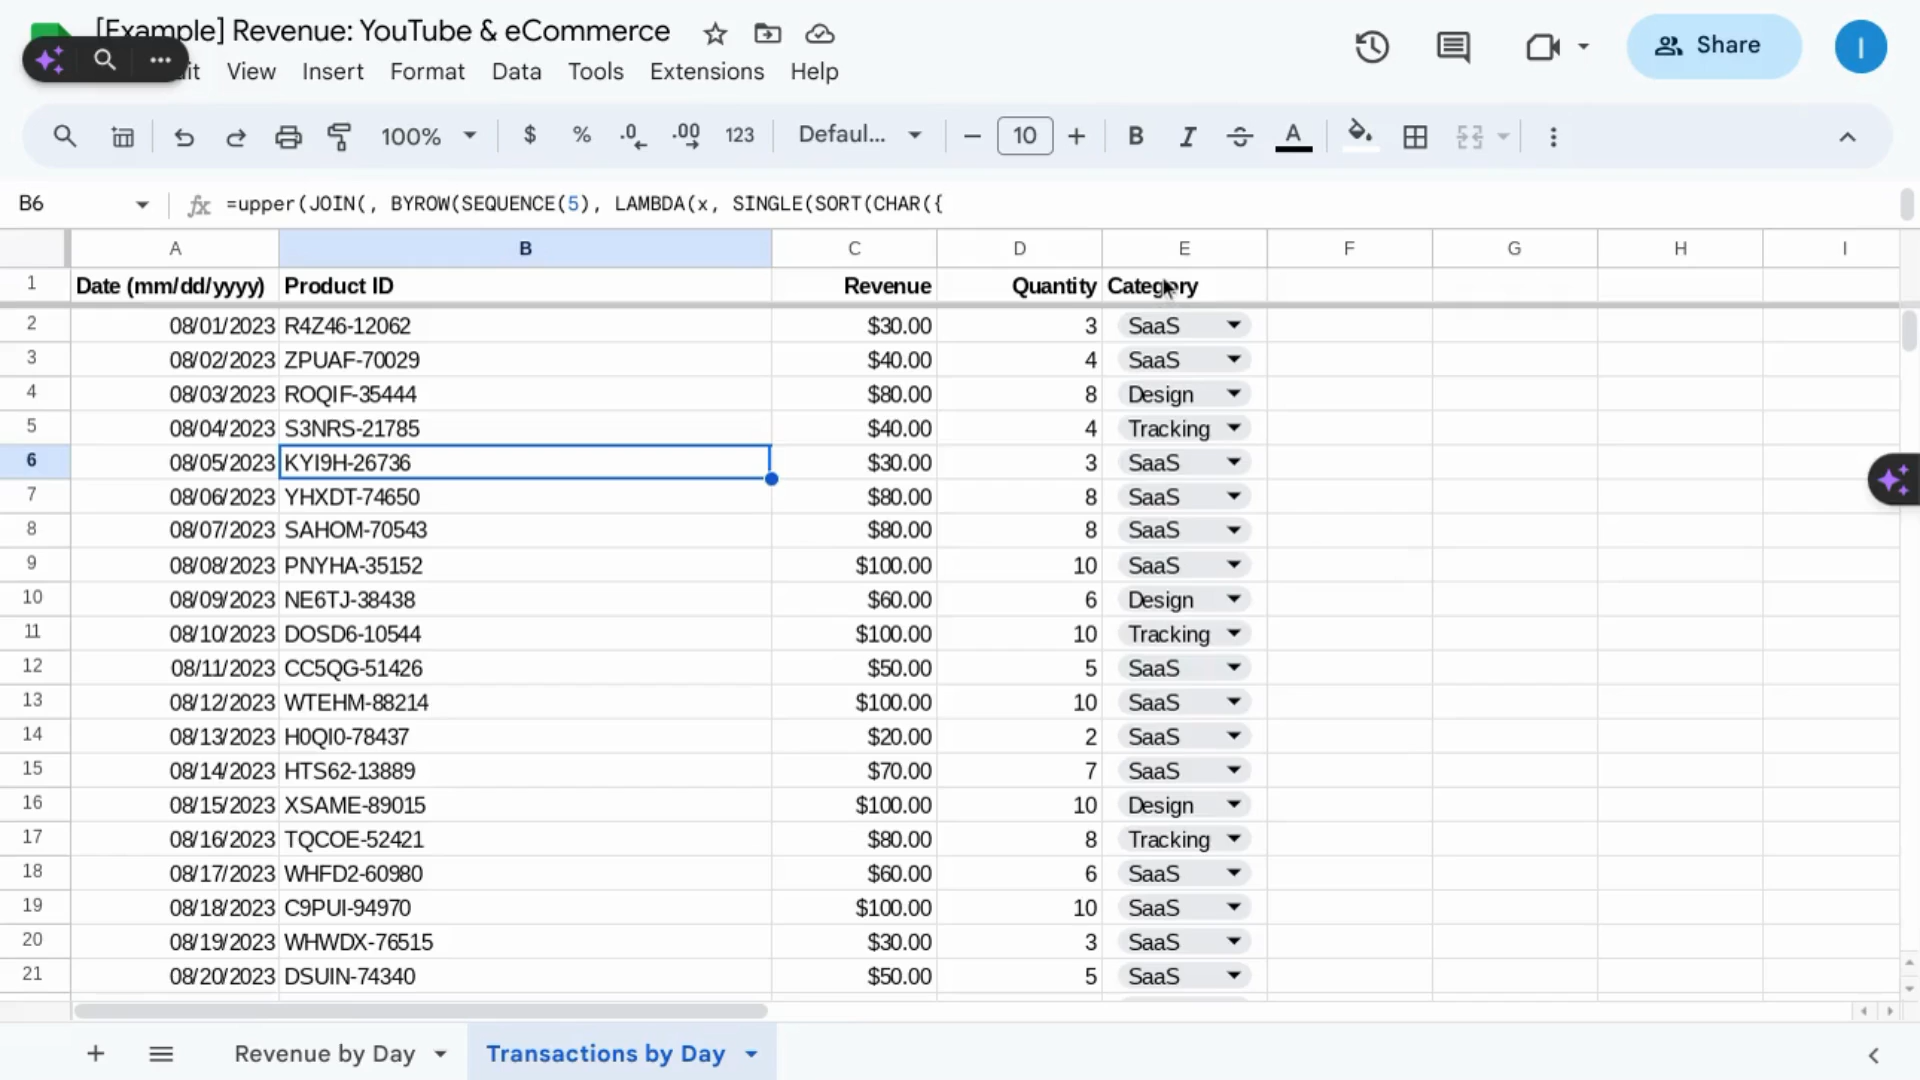 [Example] Revenue: YouTube & eCommerce
Share
I
it View Insert Format Data Tools Extensions Help
100% $ % .0 .00 123 Defaul... 10 B I A
B6 fx =upper(JOIN(, BYROW(SEQUENCE(5), LAMBDA(x, SINGLE(SORT(CHAR({
A B C D E F G H I
1 Date (mm/dd/yyyy) Product ID Revenue Quantity Category
2 08/01/2023 R4Z46-12062 $30.00 3 SaaS
3 08/02/2023 ZPUAF-70029 $40.00 4 SaaS
4 08/03/2023 ROQIF-35444 $80.00 8 Design
5 08/04/2023 S3NRS-21785 $40.00 4 Tracking
6 08/05/2023 KYI9H-26736 $30.00 3 SaaS
7 08/06/2023 YHXDT-74650 $80.00 8 SaaS
8 08/07/2023 SAHOM-70543 $80.00 8 SaaS
9 08/08/2023 PNYHA-35152 $100.00 10 SaaS
10 08/09/2023 NE6TJ-38438 $60.00 6 Design
11 08/10/2023 DOSD6-10544 $100.00 10 Tracking
12 08/11/2023 CC5QG-51426 $50.00 5 SaaS
13 08/12/2023 WTEHM-88214 $100.00 10 SaaS
14 08/13/2023 H0QI0-78437 $20.00 2 SaaS
15 08/14/2023 HTS62-13889 $70.00 7 SaaS
16 08/15/2023 XSAME-89015 $100.00 10 Design
17 08/16/2023 TQCOE-52421 $80.00 8 Tracking
18 08/17/2023 WHFD2-60980 $60.00 6 SaaS
19 08/18/2023 C9PUI-94970 $100.00 10 SaaS
20 08/19/2023 WHWDX-76515 $30.00 3 SaaS
21 08/20/2023 DSUIN-74340 $50.00 5 SaaS
Revenue by Day Transactions by Day